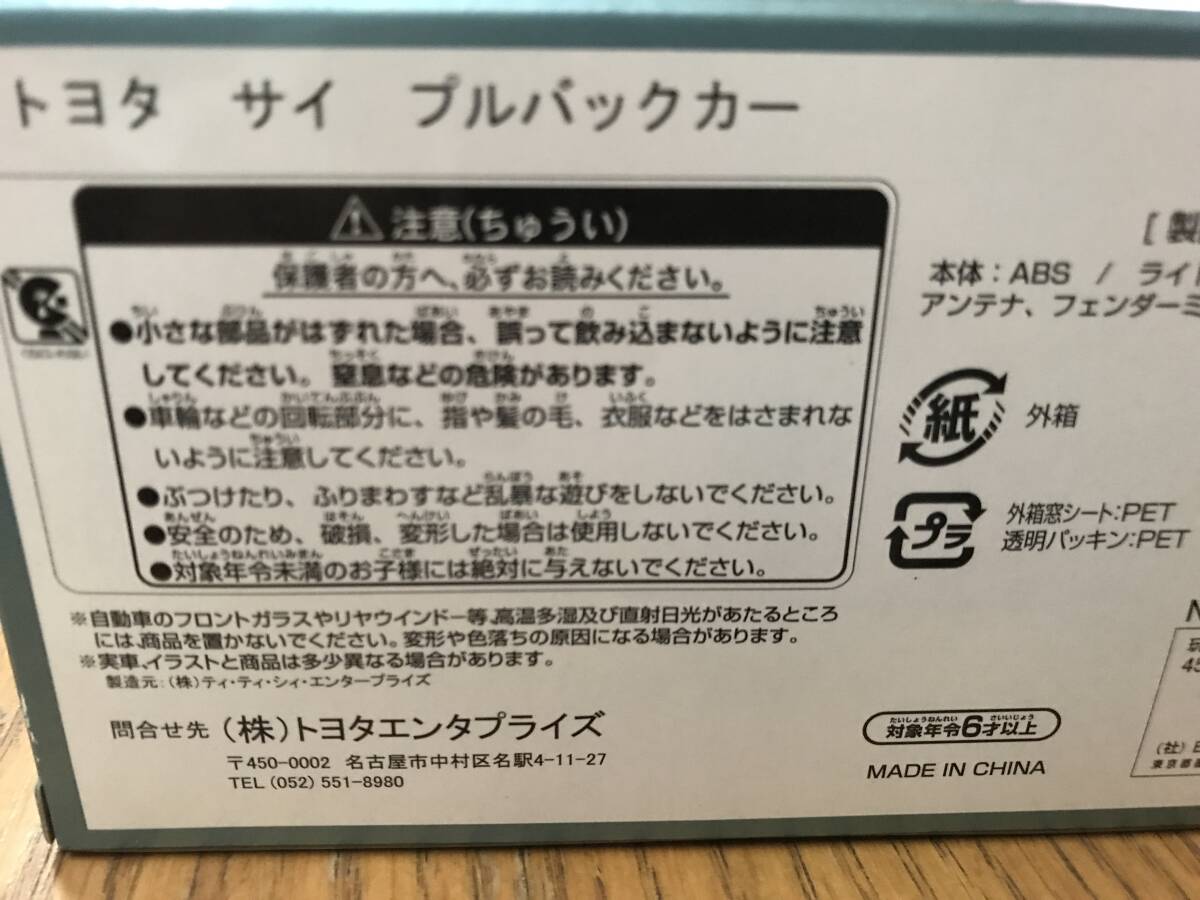 トヨタ　サイ　プルバックカー
⚠ 注意(ちゅうい)
保護者の方へ、必ずお読みください。
●小さな部品がはずれた場合、誤って飲み込まないように注意
してください。窒息などの危険があります。
●車輪などの回転部分に、指や髪の毛、衣服などをはさまれな
いように注意してください。
●ぶつけたり、ふりまわすなど乱暴な遊びをしないでください。
●安全のため、破損、変形した場合は使用しないでください。
●対象年令未満のお子様には絶対に与えないでください。
※自動車のフロントガラスやリヤウインドー等、高温多湿及び直射日光があたるところ
には、商品を置かないでください。変形や色落ちの原因になる場合があります。
※実車、イラストと商品は多少異なる場合があります。
製造元:(株)ティ・ティ・シィ・エンタープライズ
問合せ先 (株)トヨタエンタプライズ
〒450-0002 名古屋市中村区名駅4-11-27
TEL (052) 551-8980
[製
本体：ABS / ライ
アンテナ、フェンダーミ
紙 外箱
プラ 外箱窓シート:PET
透明パッキン:PET
対象年令6才以上
MADE IN CHINA
玩
45
(社)
東京都